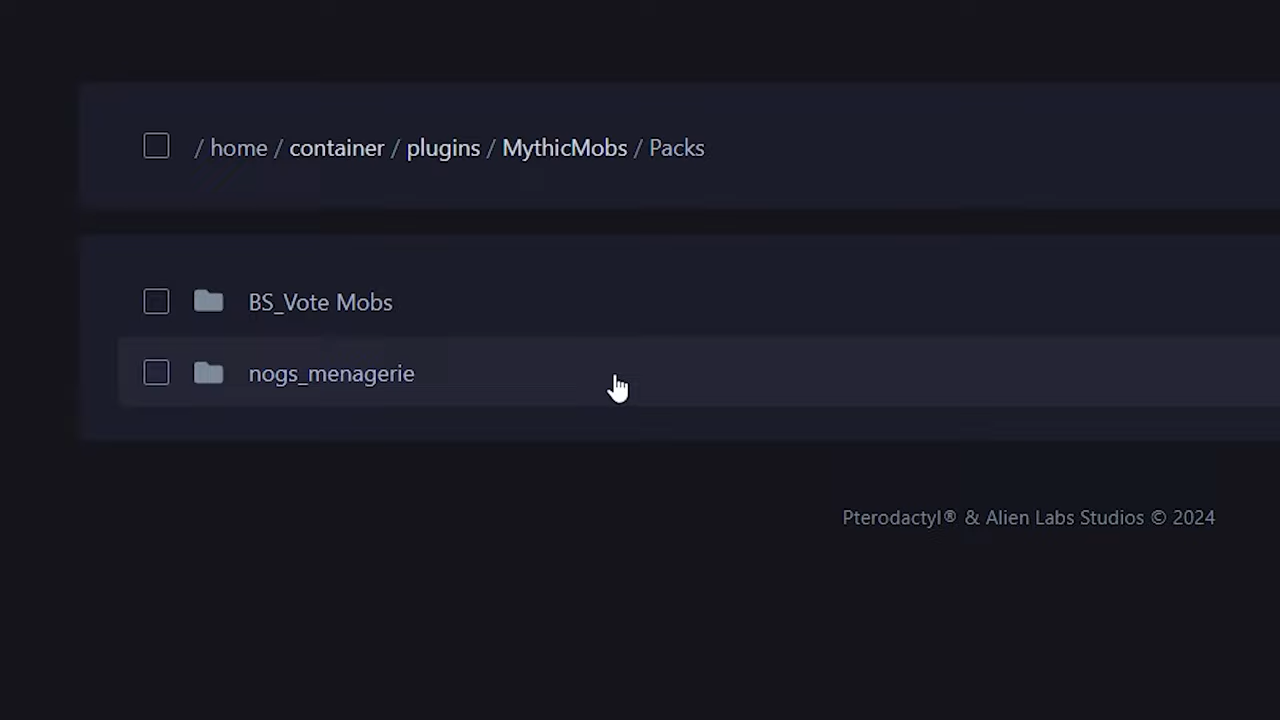 / home / container / plugins / MythicMobs / Packs
BS_Vote Mobs
nogs_menagerie
Pterodactyl® & Alien Labs Studios © 2024